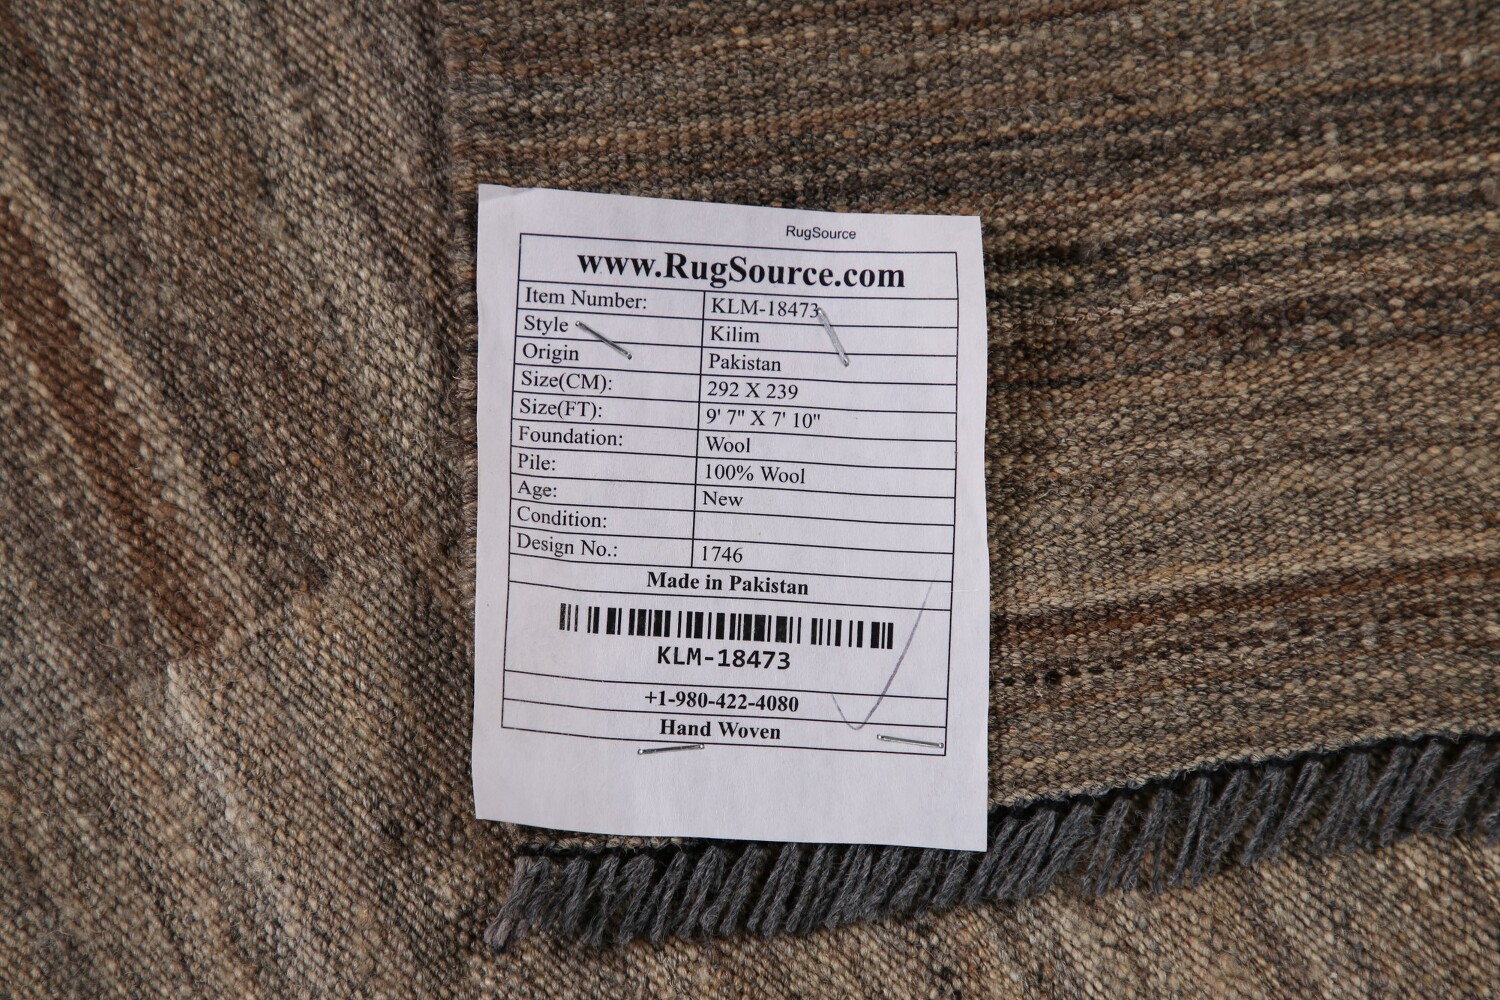 RugSource
www.RugSource.com
Item Number: KLM-18473
Style Kilim
Origin Pakistan
Size(CM): 292 X 239
Size(FT): 9' 7" X 7' 10"
Foundation: Wool
Pile: 100% Wool
Age: New
Condition:
Design No.: 1746
Made in Pakistan
KLM-18473
+1-980-422-4080
Hand Woven